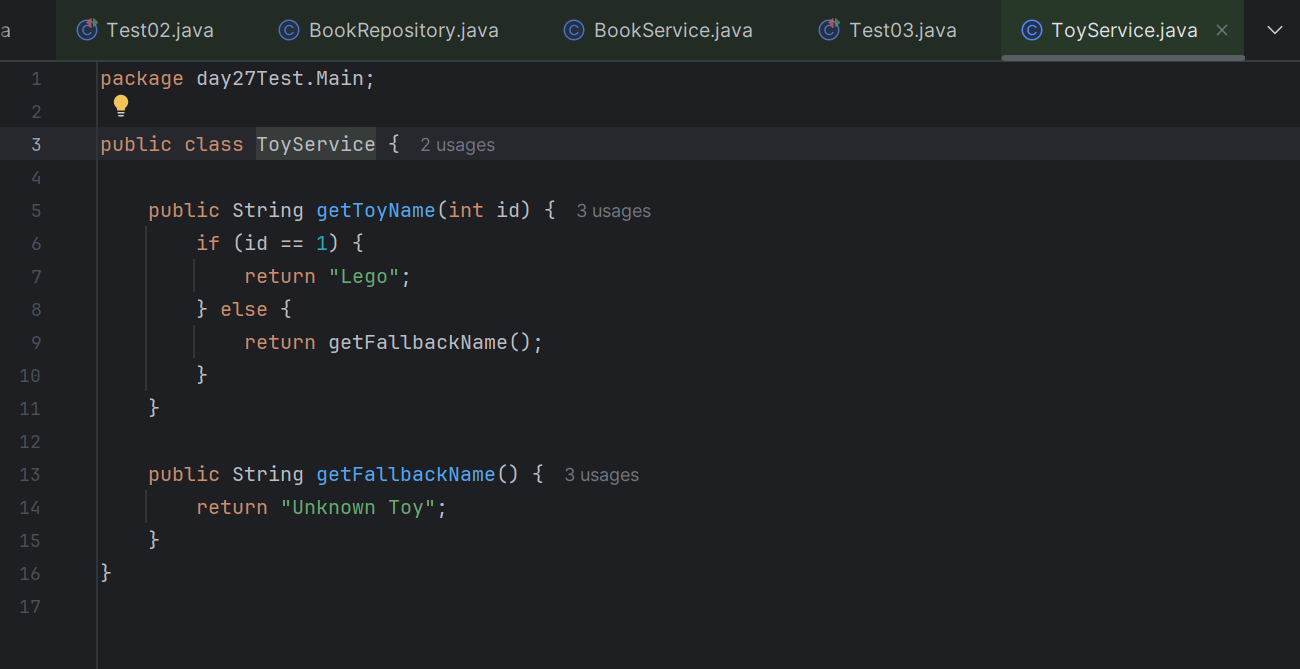 a Test02.java BookRepository.java BookService.java Test03.java ToyService.java
1 package day27Test.Main;
2
3 public class ToyService { 2 usages
4
5     public String getToyName(int id) { 3 usages
6         if (id == 1) {
7             return "Lego";
8         } else {
9             return getFallbackName();
10         }
11     }
12
13     public String getFallbackName() { 3 usages
14         return "Unknown Toy";
15     }
16 }
17